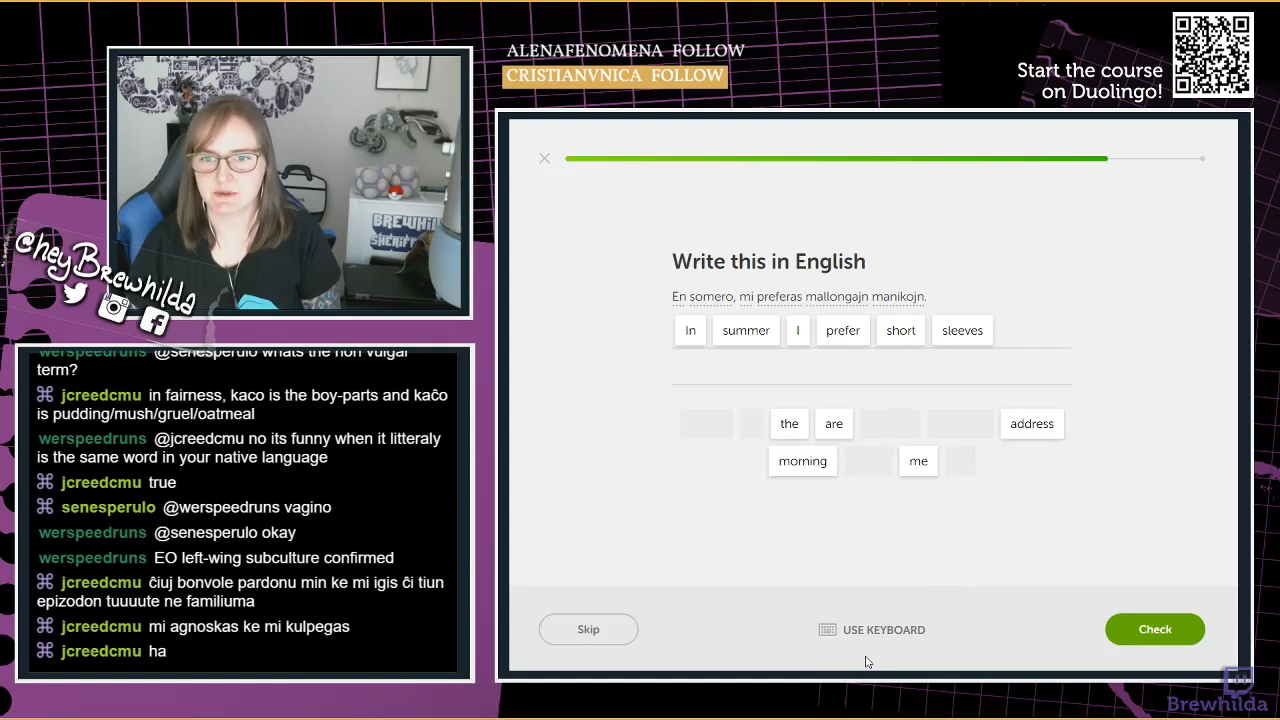 ALENAFENOMENA FOLLOW
CRISTIANVNICA FOLLOW
Start the course
on Duolingo!
BREWHIL
SHERIFF
@heyBrewhilda
Write this in English
En somero, mi preferas mallongajn manikojn.
In summer I prefer short sleeves
the are address
morning me
Skip
USE KEYBOARD
Check
werspeedruns @senesperulo whats the non vulgar
term?
jcreedcmu in fairness, kaco is the boy-parts and kaĉo
is pudding/mush/gruel/oatmeal
werspeedruns @jcreedcmu no its funny when it litteraly
is the same word in your native language
jcreedcmu true
senesperulo @werspeedruns vagino
werspeedruns @senesperulo okay
werspeedruns EO left-wing subculture confirmed
jcreedcmu ĉiuj bonvole pardonu min ke mi igis ĉi tiun
epizodon tuuuute ne familiuma
jcreedcmu mi agnoskas ke mi kulpegas
jcreedcmu ha
Brewhilda